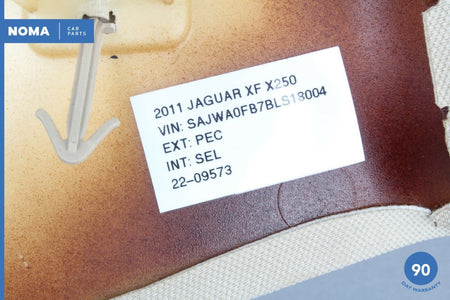 NOMA CAR
PARTS
2011 JAGUAR XF X250
VIN: SAJWA0FB7BLS18004
EXT: PEC
INT: SEL
22-09573
90
DAY WARRANTY